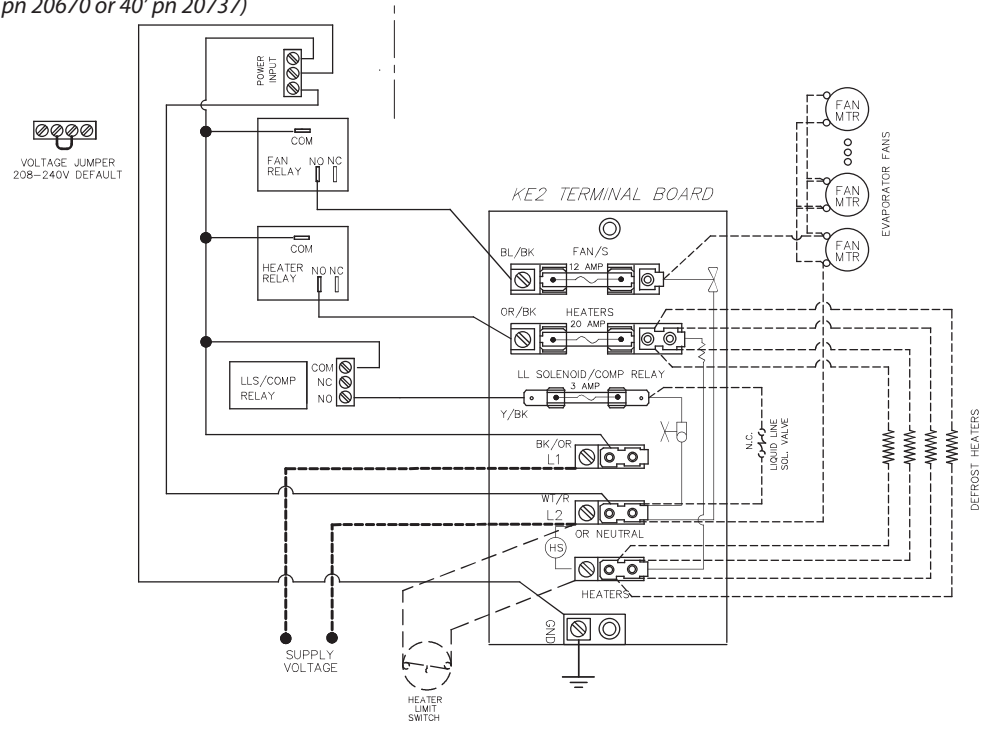 pn 20670 or 40' pn 20737)
POWER
INPUT
VOLTAGE JUMPER
208-240V DEFAULT
COM
FAN
RELAY
NO NC
COM
HEATER
RELAY
NO NC
LLS/COMP
RELAY
COM
NC
NO
KE2 TERMINAL BOARD
BL/BK
FAN/S
12 AMP
OR/BK
HEATERS
20 AMP
LL SOLENOID/COMP RELAY
3 AMP
Y/BK
BK/OR
L1
WT/R
L2
OR NEUTRAL
HS
HEATERS
GND
SUPPLY
VOLTAGE
HEATER
LIMIT
SWITCH
FAN
MTR
FAN
MTR
FAN
MTR
EVAPORATOR FANS
N.C.
LIQUID LINE
SOL. VALVE
DEFROST HEATERS